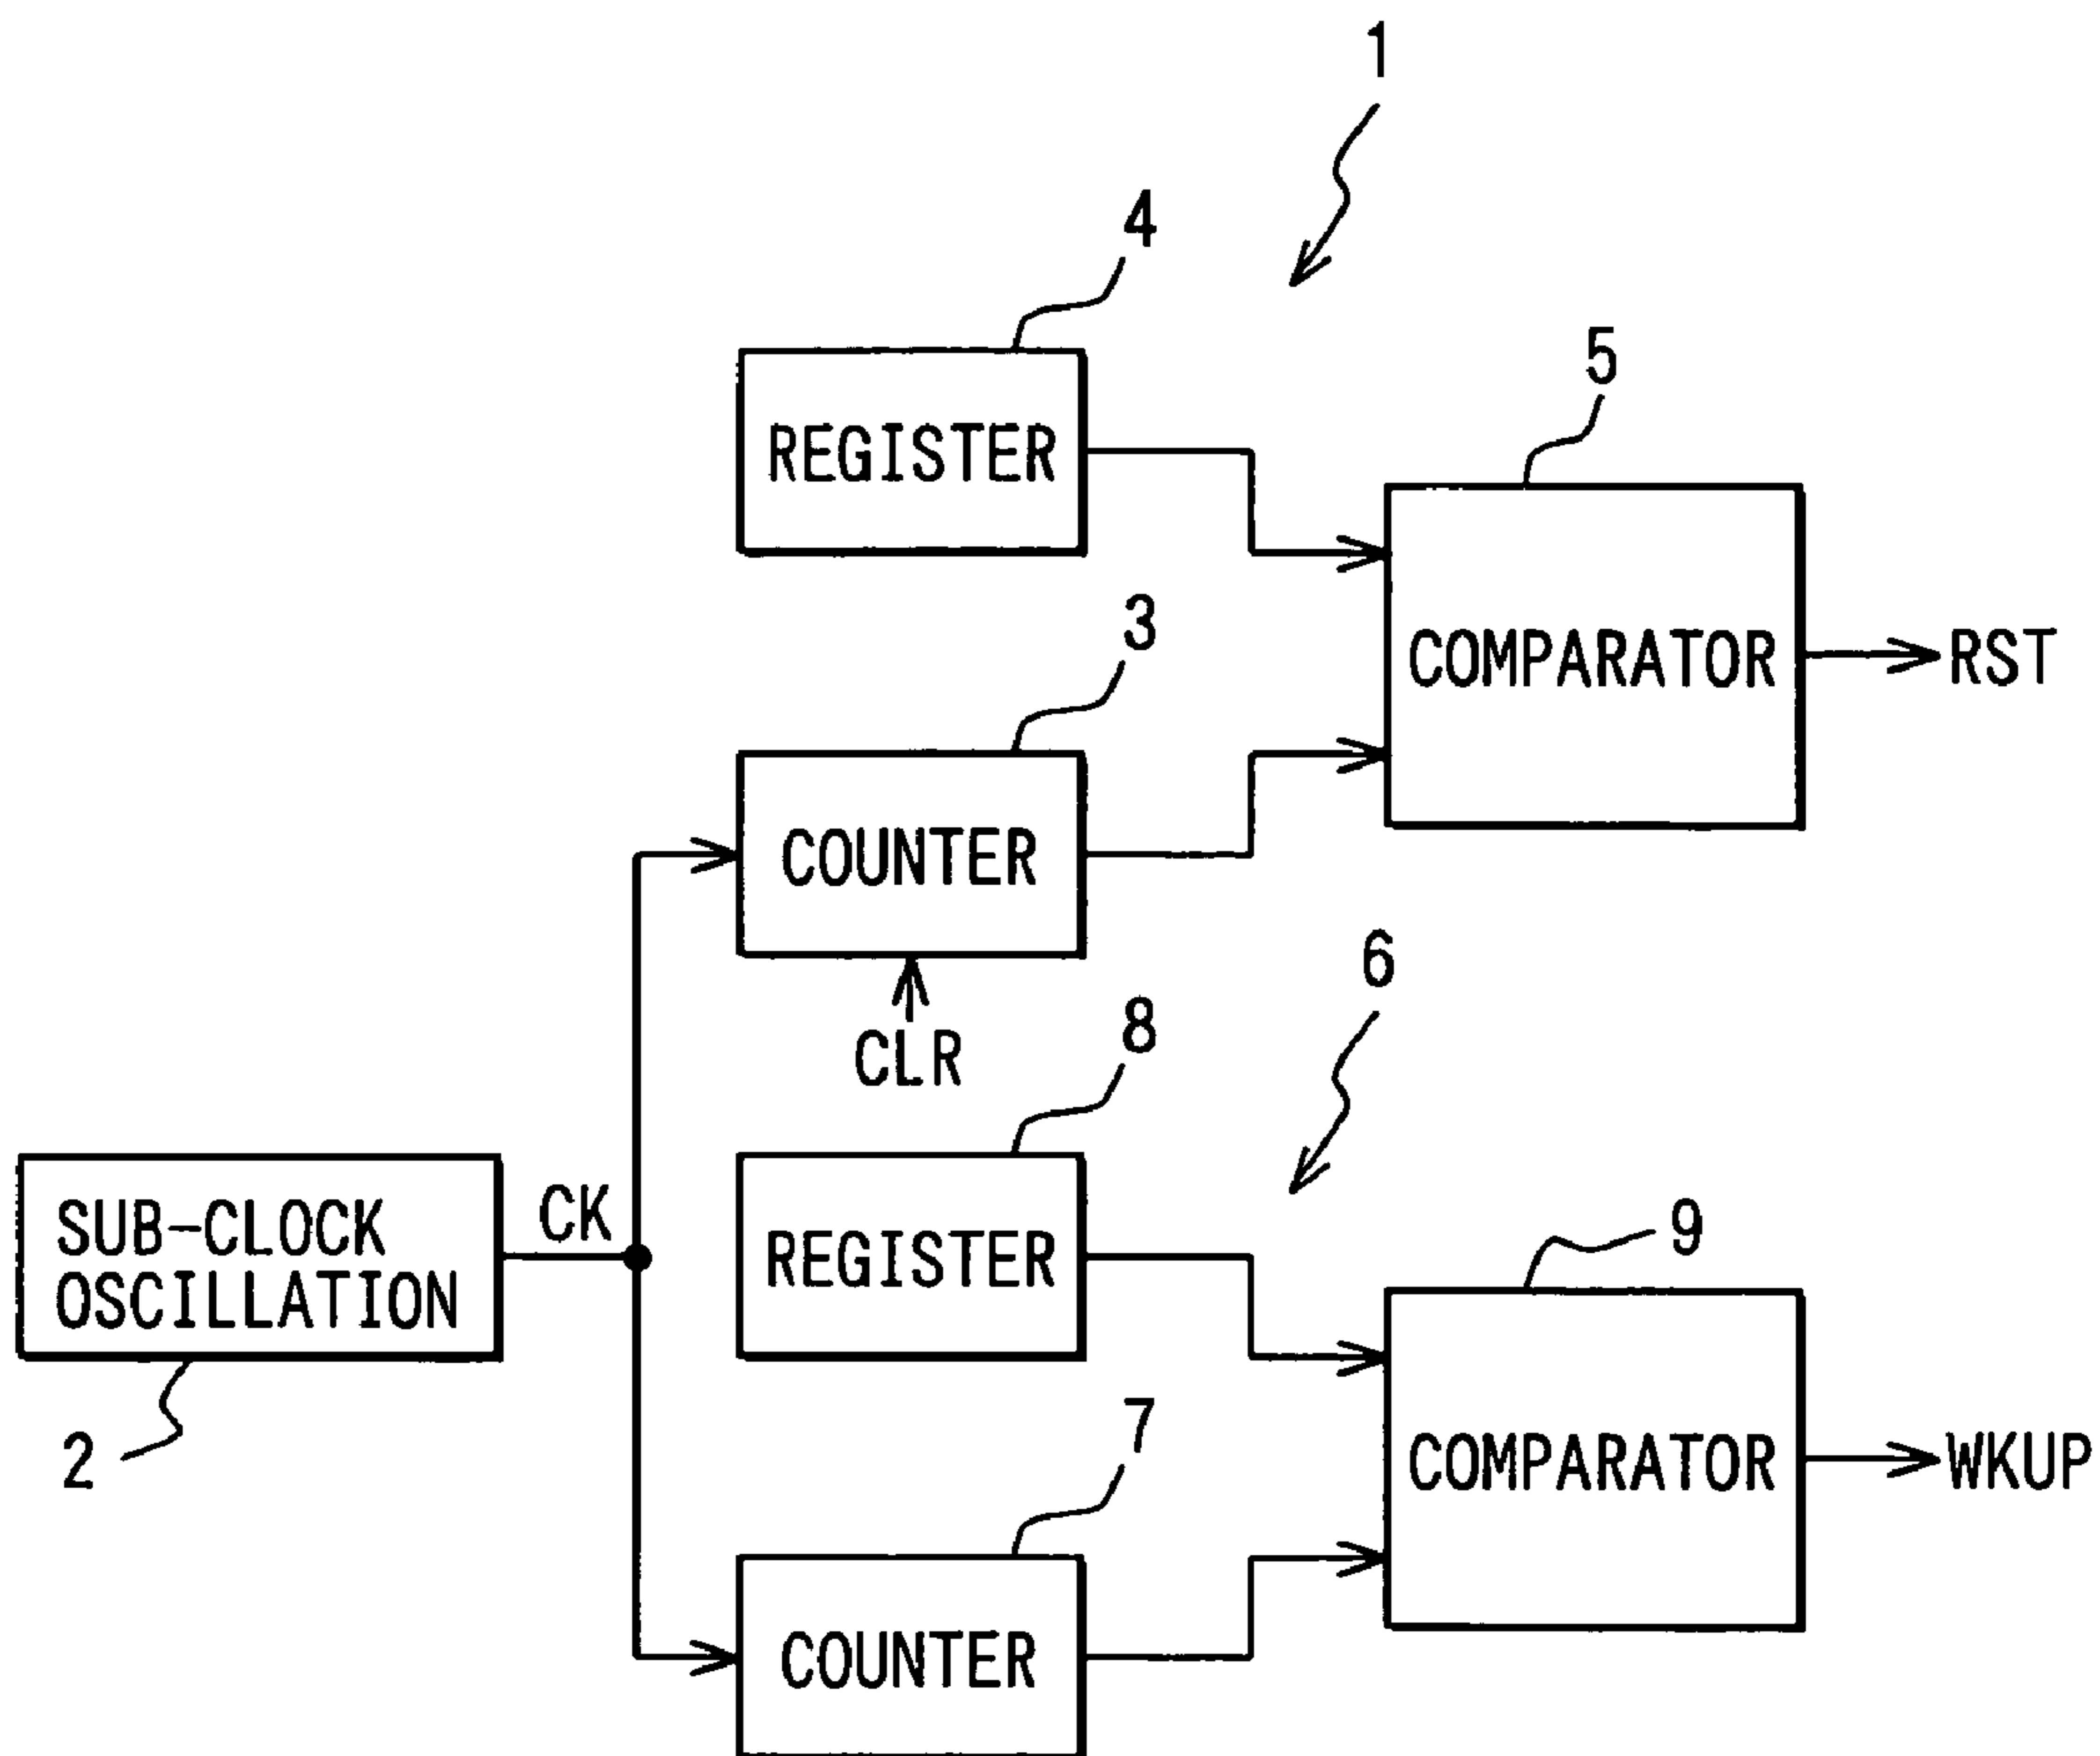 1
4
REGISTER
5
COMPARATOR
RST
3
COUNTER
CLR
6
8
REGISTER
SUB-CLOCK
OSCILLATION
CK
2
9
COMPARATOR
WKUP
7
COUNTER